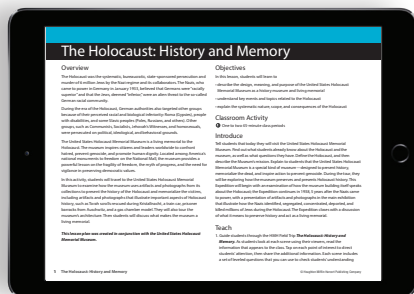 The Holocaust: History and Memory
Overview
The Holocaust was the systematic, bureaucratic, state-sponsored persecution and
murder of 6 million Jews by the Nazi regime and its collaborators. The Nazis, who
came to power in Germany in January 1933, believed that Germans were "racially
superior" and that the Jews, deemed "inferior," were an alien threat to the so-called
German racial community.
During the era of the Holocaust, German authorities also targeted other groups
because of their perceived racial and biological inferiority: Roma (Gypsies), people
with disabilities, and some Slavic peoples (Poles, Russians, and others). Other
groups, such as Communists, Socialists, Jehovah's Witnesses, and homosexuals,
were persecuted on political, ideological, and behavioral grounds.
The United States Holocaust Memorial Museum is a living memorial to the
Holocaust. The museum inspires citizens and leaders worldwide to confront
hatred, prevent genocide, and promote human dignity. Located among America's
national monuments to freedom on the National Mall, the museum provides a
powerful lesson on the fragility of freedom, the myth of progress, and the need for
vigilance in preserving democratic values.
In this activity, students will travel to the United States Holocaust Memorial
Museum to examine how the museum uses artifacts and photographs from its
collections to present the history of the Holocaust and memorialize the victims,
including artifacts and photographs that illustrate important aspects of Holocaust
history, such as Torah scrolls rescued during Kristallnacht, a train car, prisoner
barracks from Auschwitz, and a gas chamber model. They will also tour the
museum's architecture. Then students will discuss what makes the museum a
living memorial.
This lesson plan was created in conjunction with the United States Holocaust
Memorial Museum.
Objectives
In this lesson, students will learn to
• describe the design, meaning, and purpose of the United States Holocaust
Memorial Museum as a history museum and living memorial
• understand key events and topics related to the Holocaust
• explain the systematic nature, scope, and consequences of the Holocaust
Classroom Activity
One to two 45-minute class periods
Introduce
Tell students that today they will visit the United States Holocaust Memorial
Museum. Find out what students already know about the Holocaust and the
museum, as well as what questions they have. Define the Holocaust, and then
describe the Museum's mission. Explain to students that the United States Holocaust
Memorial Museum is a special kind of museum—designed to present history,
memorialize the dead, and inspire action to prevent genocide. During the hour, they
will be exploring how the museum preserves and presents Holocaust history. This
Expedition will begin with an examination of how the museum building itself speaks
about the Holocaust. The Expedition continues in 1933, 5 years after the Nazis came
to power, with a presentation of artifacts and photographs in the main exhibition
that illustrate how the Nazis identified, segregated, concentrated, deported, and
killed millions of Jews during the Holocaust. The Expedition closes with a discussion
of what it means to preserve history and act as a living memorial.
Teach
1. Guide students through the HMH Field Trip The Holocaust: History and
Memory. As students look at each scene using their viewers, read the
information that appears to the class. Tap on each point of interest to direct
students' attention, then share the additional information. Each scene includes
a set of leveled questions that you can use to check students' understanding
1 The Holocaust: History and Memory
© Houghton Mifflin Harcourt Publishing Company